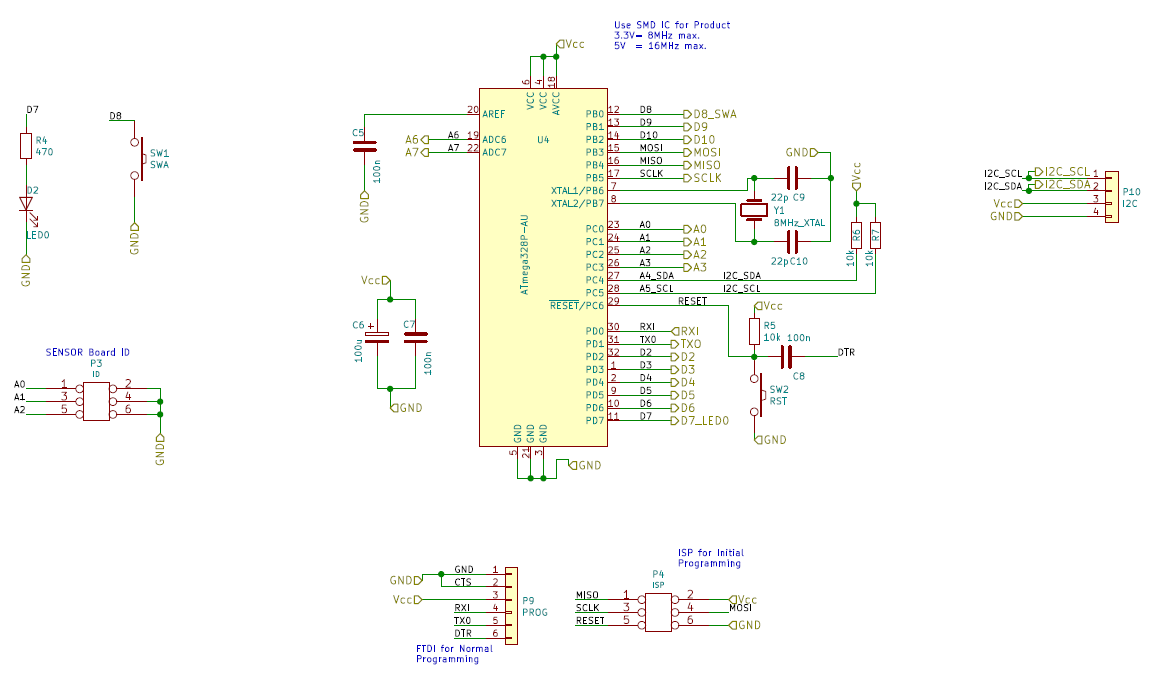 Use SMD IC for Product
3.3V= 8MHz max.
5V = 16MHz max.
Vcc
6
4
18
VCC
VCC
AVCC
U4
ATmega328P-AU
20 AREF
A6 A6 19 ADC6
A7 A7 22 ADC7
C5
100n
GND
PB0 12 D8 D8_SWA
PB1 13 D9 D9
PB2 14 D10 D10
PB3 15 MOSI MOSI
PB4 16 MISO MISO
PB5 17 SCLK SCLK
XTAL1/PB6 7
XTAL2/PB7 8
PC0 23 A0 A0
PC1 24 A1 A1
PC2 25 A2 A2
PC3 26 A3 A3
PC4 27 A4_SDA I2C_SDA
PC5 28 A5_SCL I2C_SCL
RESET/PC6 29 RESET
PD0 30 RXI RXI
PD1 31 TXO TXO
PD2 32 D2 D2
PD3 1 D3 D3
PD4 2 D4 D4
PD5 9 D5 D5
PD6 10 D6 D6
PD7 11 D7 D7_LED0
GND
GND
GND
5
21
3
GND
D7
R4
470
D2
LED0
GND
D8
SW1
SWA
GND
GND
22p C9
Y1
8MHz_XTAL
22pC10
Vcc
R6
10k
R7
10k
I2C_SCL I2C_SCL 1
I2C_SDA I2C_SDA 2
Vcc 3
GND 4
P10
I2C
Vcc
C6
+
100u
C7
100n
GND
Vcc
R5
10k
100n
C8
DTR
SW2
RST
GND
SENSOR Board ID
P3
ID
A0 1 2
A1 3 4
A2 5 6
GND
GND GND 1
CTS 2
Vcc 3
RXI 4
TXO 5
DTR 6
P9
PROG
FTDI for Normal
Programming
ISP for Initial
Programming
P4
ISP
MISO 1 2 Vcc
SCLK 3 4 MOSI
RESET 5 6 GND